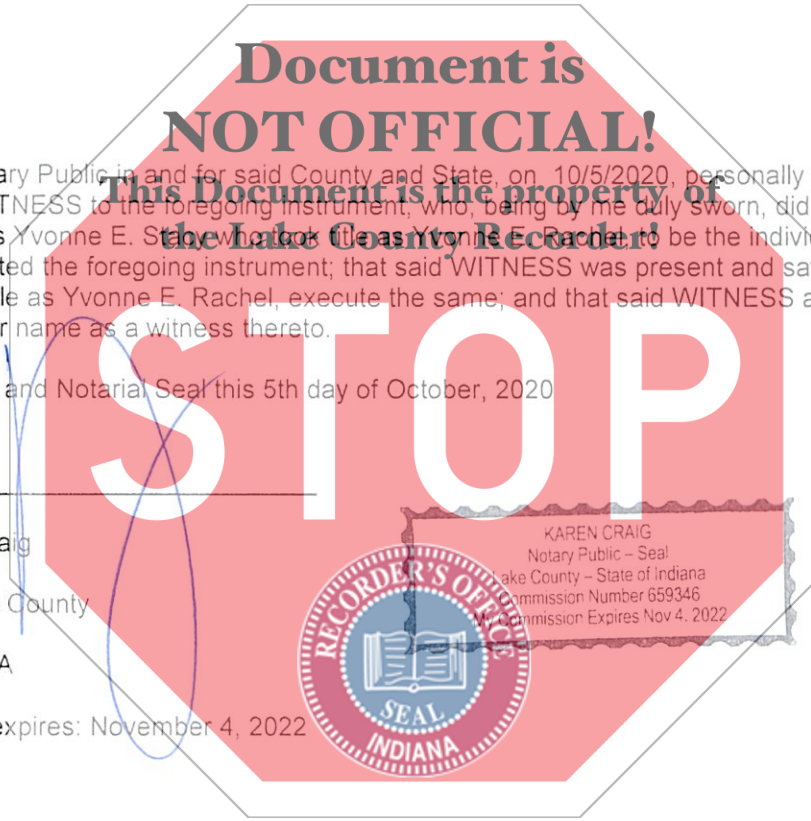 Document is
NOT OFFICIAL!
ary Public in and for said County and State, on 10/5/2020, personally
This Document is the property of
TNESS to the foregoing instrument, who, being by me duly sworn, did
the Lake County Recorder!
s Yvonne E. Staby who took title as Yvonne E. Rachel, to be the indivi
ted the foregoing instrument; that said WITNESS was present and sa
le as Yvonne E. Rachel, execute the same; and that said WITNESS a
r name as a witness thereto.
STOP
and Notarial Seal this 5th day of October, 2020
aig
KAREN CRAIG
Notary Public – Seal
Lake County – State of Indiana
Commission Number 659346
My Commission Expires Nov 4, 2022
County
A
expires: November 4, 2022
RECORDER'S OFFICE
SEAL
INDIANA